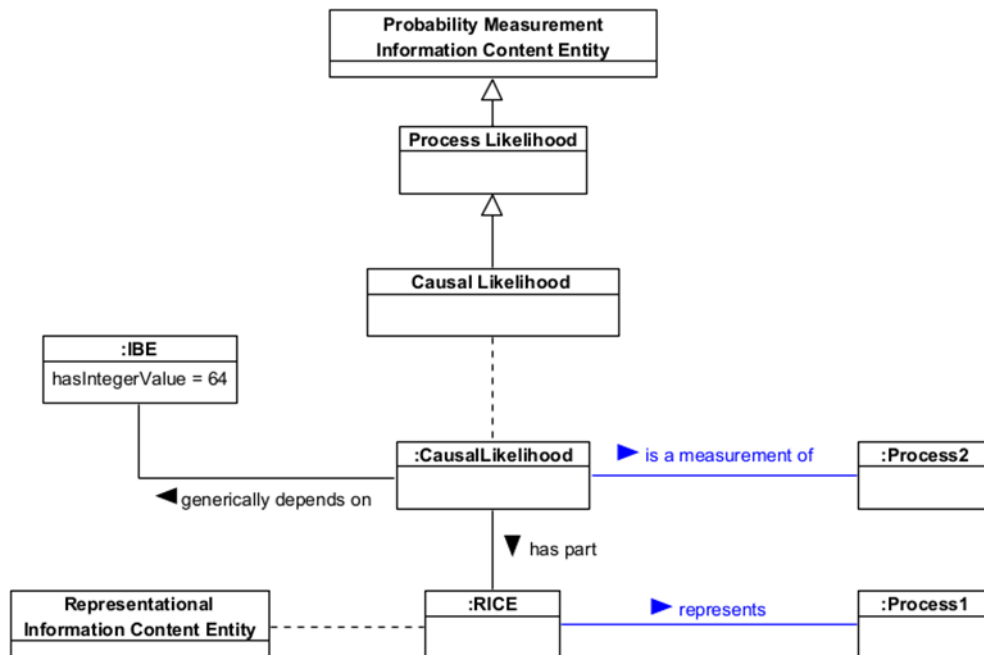 Probability Measurement
Information Content Entity
Process Likelihood
Causal Likelihood
:IBE
hasIntegerValue = 64
:CausalLikelihood
is a measurement of
:Process2
generically depends on
has part
Representational
Information Content Entity
:RICE
represents
:Process1